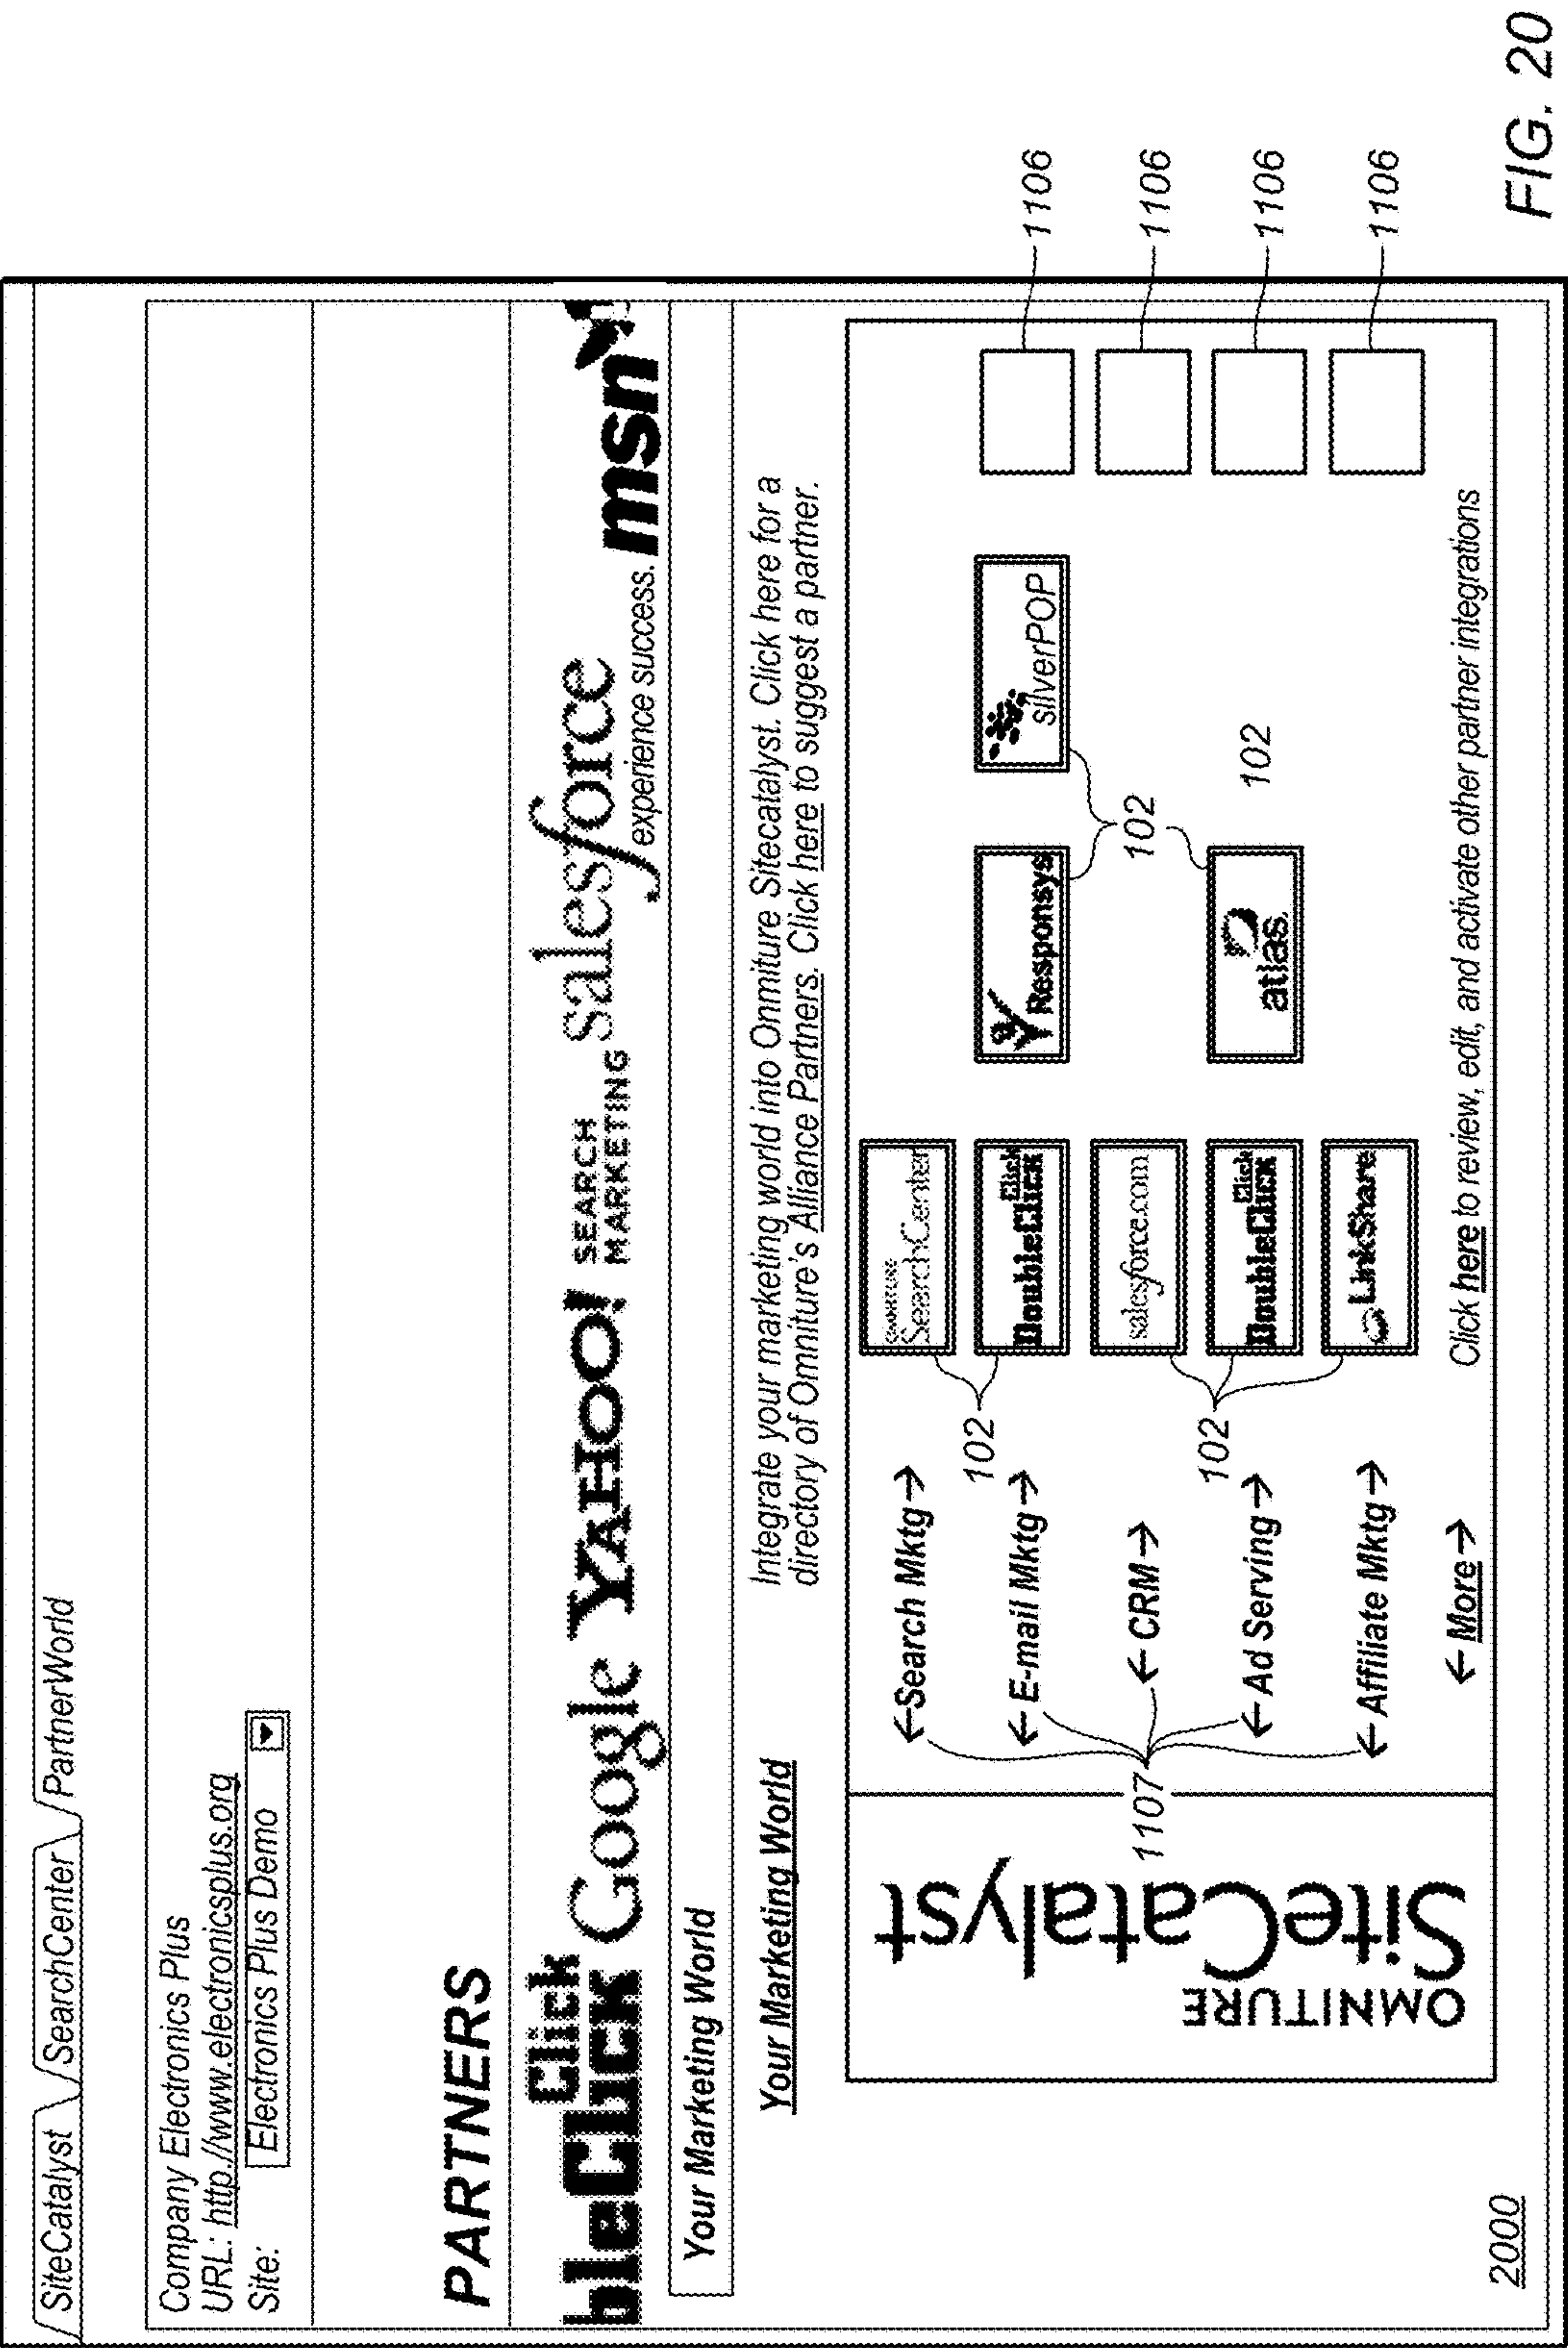 SiteCatalyst
SearchCenter
PartnerWorld
Company Electronics Plus
URL: http://www.electronicsplus.org
Site:
Electronics Plus Demo
PARTNERS
Click
bleClick
Google
YAHOO!
SEARCH
MARKETING
salesforce
experience success.
msn
Your Marketing World
Your Marketing World
Integrate your marketing world into Onmiture Sitecatalyst. Click here for a
directory of Omniture's Alliance Partners. Click here to suggest a partner.
OMNITURE
SiteCatalyst
1107
←Search Mktg→
← E-mail Mktg→
← CRM→
← Ad Serving→
← Affiliate Mktg→
← More→
102
102
SearchCenter
Click
DoubleClick
salesforce.com
Click
DoubleClick
LinkShare
Responsys
silverPOP
atlas
102
102
1106
1106
1106
1106
Click here to review, edit, and activate other partner integrations
2000
FIG. 20